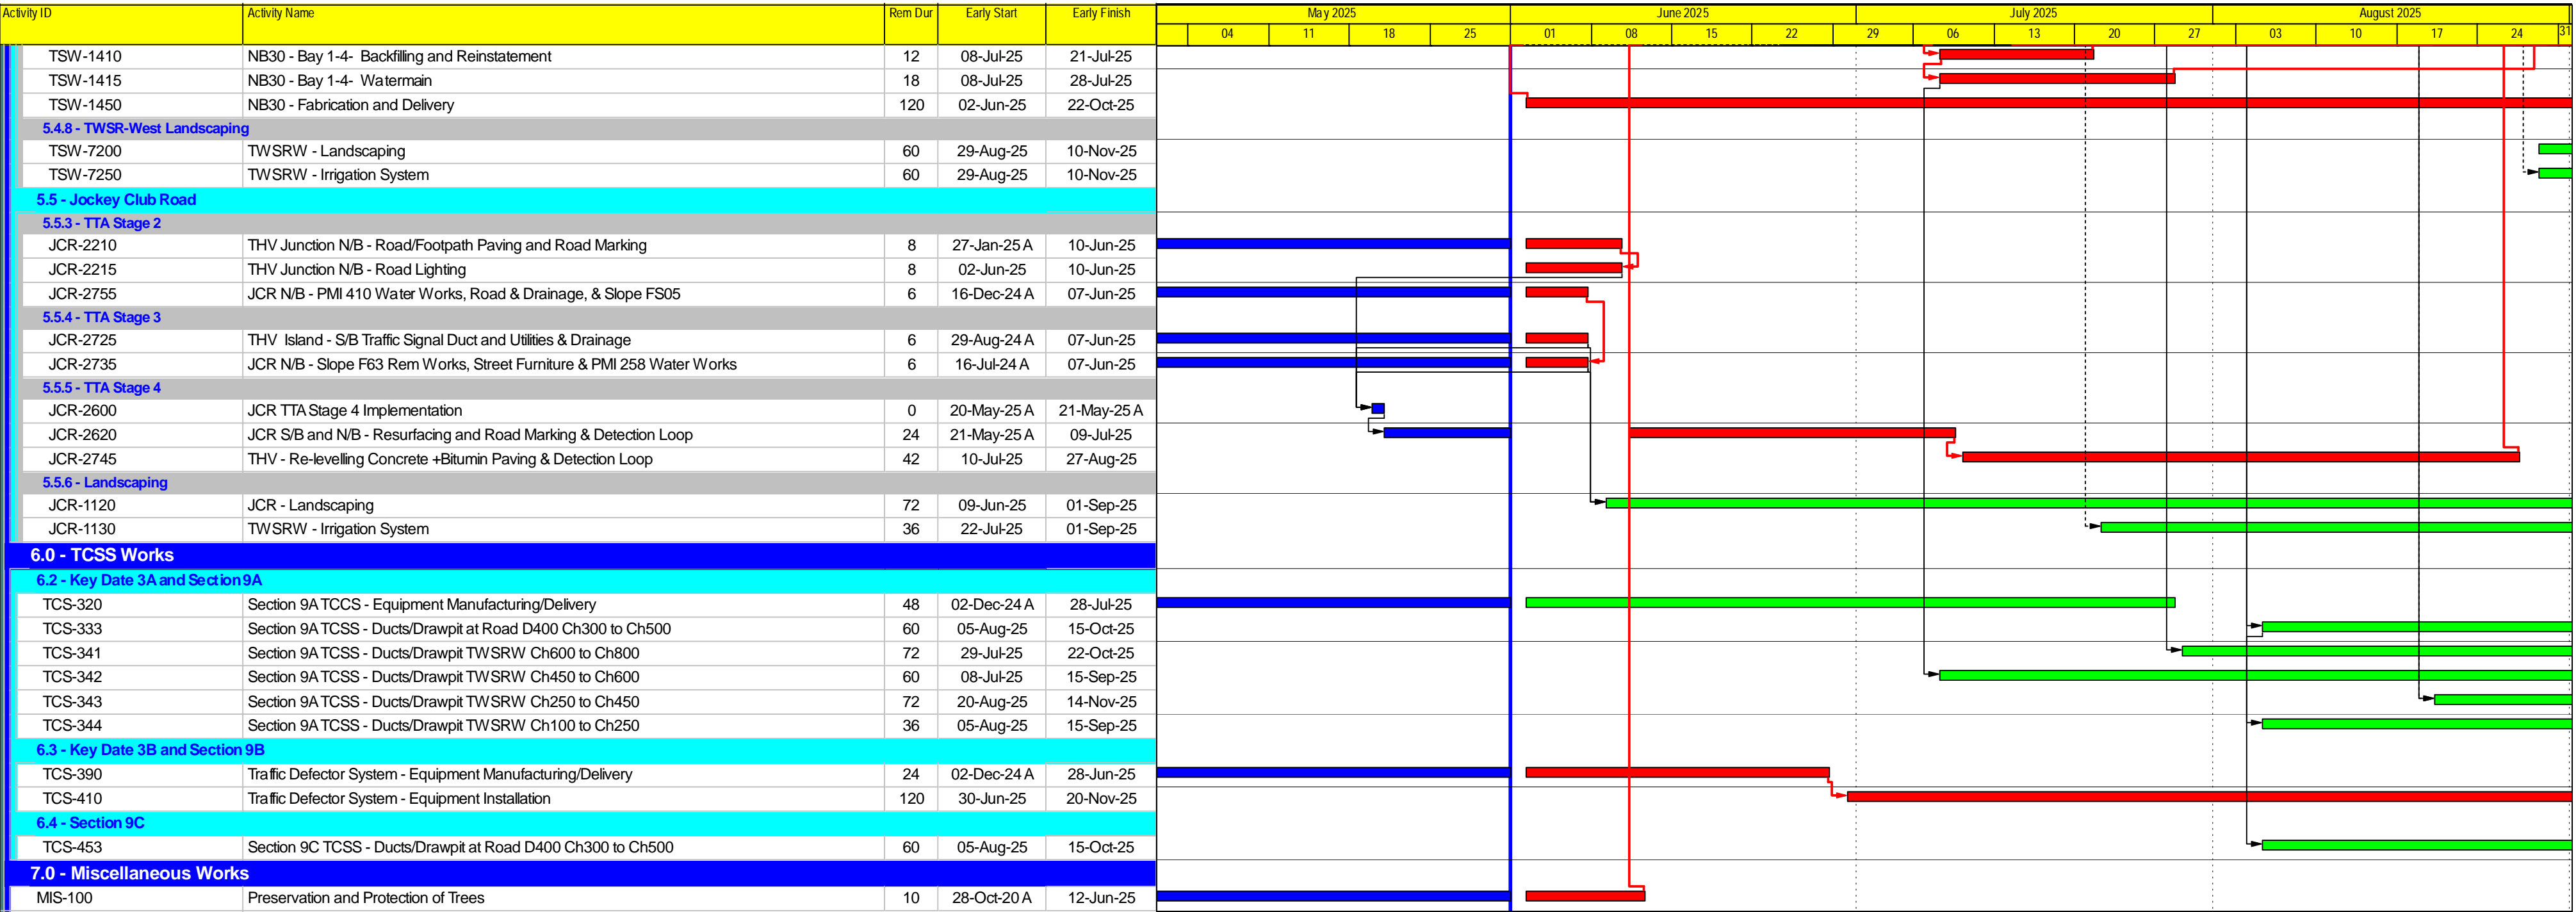 Activity ID Activity Name Rem Dur Early Start Early Finish May 2025 June 2025 July 2025 August 2025
04 11 18 25 01 08 15 22 29 06 13 20 27 03 10 17 24 31
TSW-1410 NB30 - Bay 1-4- Backfilling and Reinstatement 12 08-Jul-25 21-Jul-25
TSW-1415 NB30 - Bay 1-4- Watermain 18 08-Jul-25 28-Jul-25
TSW-1450 NB30 - Fabrication and Delivery 120 02-Jun-25 22-Oct-25
5.4.8 - TWSR-West Landscaping
TSW-7200 TWSRW - Landscaping 60 29-Aug-25 10-Nov-25
TSW-7250 TWSRW - Irrigation System 60 29-Aug-25 10-Nov-25
5.5 - Jockey Club Road
5.5.3 - TTA Stage 2
JCR-2210 THV Junction N/B - Road/Footpath Paving and Road Marking 8 27-Jan-25 A 10-Jun-25
JCR-2215 THV Junction N/B - Road Lighting 8 02-Jun-25 10-Jun-25
JCR-2755 JCR N/B - PMI 410 Water Works, Road & Drainage, & Slope FS05 6 16-Dec-24 A 07-Jun-25
5.5.4 - TTA Stage 3
JCR-2725 THV Island - S/B Traffic Signal Duct and Utilities & Drainage 6 29-Aug-24 A 07-Jun-25
JCR-2735 JCR N/B - Slope F63 Rem Works, Street Furniture & PMI 258 Water Works 6 16-Jul-24 A 07-Jun-25
5.5.5 - TTA Stage 4
JCR-2600 JCR TTA Stage 4 Implementation 0 20-May-25 A 21-May-25 A
JCR-2620 JCR S/B and N/B - Resurfacing and Road Marking & Detection Loop 24 21-May-25 A 09-Jul-25
JCR-2745 THV - Re-levelling Concrete +Bitumin Paving & Detection Loop 42 10-Jul-25 27-Aug-25
5.5.6 - Landscaping
JCR-1120 JCR - Landscaping 72 09-Jun-25 01-Sep-25
JCR-1130 TWSRW - Irrigation System 36 22-Jul-25 01-Sep-25
6.0 - TCSS Works
6.2 - Key Date 3A and Section 9A
TCS-320 Section 9A TCCS - Equipment Manufacturing/Delivery 48 02-Dec-24 A 28-Jul-25
TCS-333 Section 9A TCSS - Ducts/Drawpit at Road D400 Ch300 to Ch500 60 05-Aug-25 15-Oct-25
TCS-341 Section 9A TCSS - Ducts/Drawpit TWSRW Ch600 to Ch800 72 29-Jul-25 22-Oct-25
TCS-342 Section 9A TCSS - Ducts/Drawpit TWSRW Ch450 to Ch600 60 08-Jul-25 15-Sep-25
TCS-343 Section 9A TCSS - Ducts/Drawpit TWSRW Ch250 to Ch450 72 20-Aug-25 14-Nov-25
TCS-344 Section 9A TCSS - Ducts/Drawpit TWSRW Ch100 to Ch250 36 05-Aug-25 15-Sep-25
6.3 - Key Date 3B and Section 9B
TCS-390 Traffic Defector System - Equipment Manufacturing/Delivery 24 02-Dec-24 A 28-Jun-25
TCS-410 Traffic Defector System - Equipment Installation 120 30-Jun-25 20-Nov-25
6.4 - Section 9C
TCS-453 Section 9C TCSS - Ducts/Drawpit at Road D400 Ch300 to Ch500 60 05-Aug-25 15-Oct-25
7.0 - Miscellaneous Works
MIS-100 Preservation and Protection of Trees 10 28-Oct-20 A 12-Jun-25